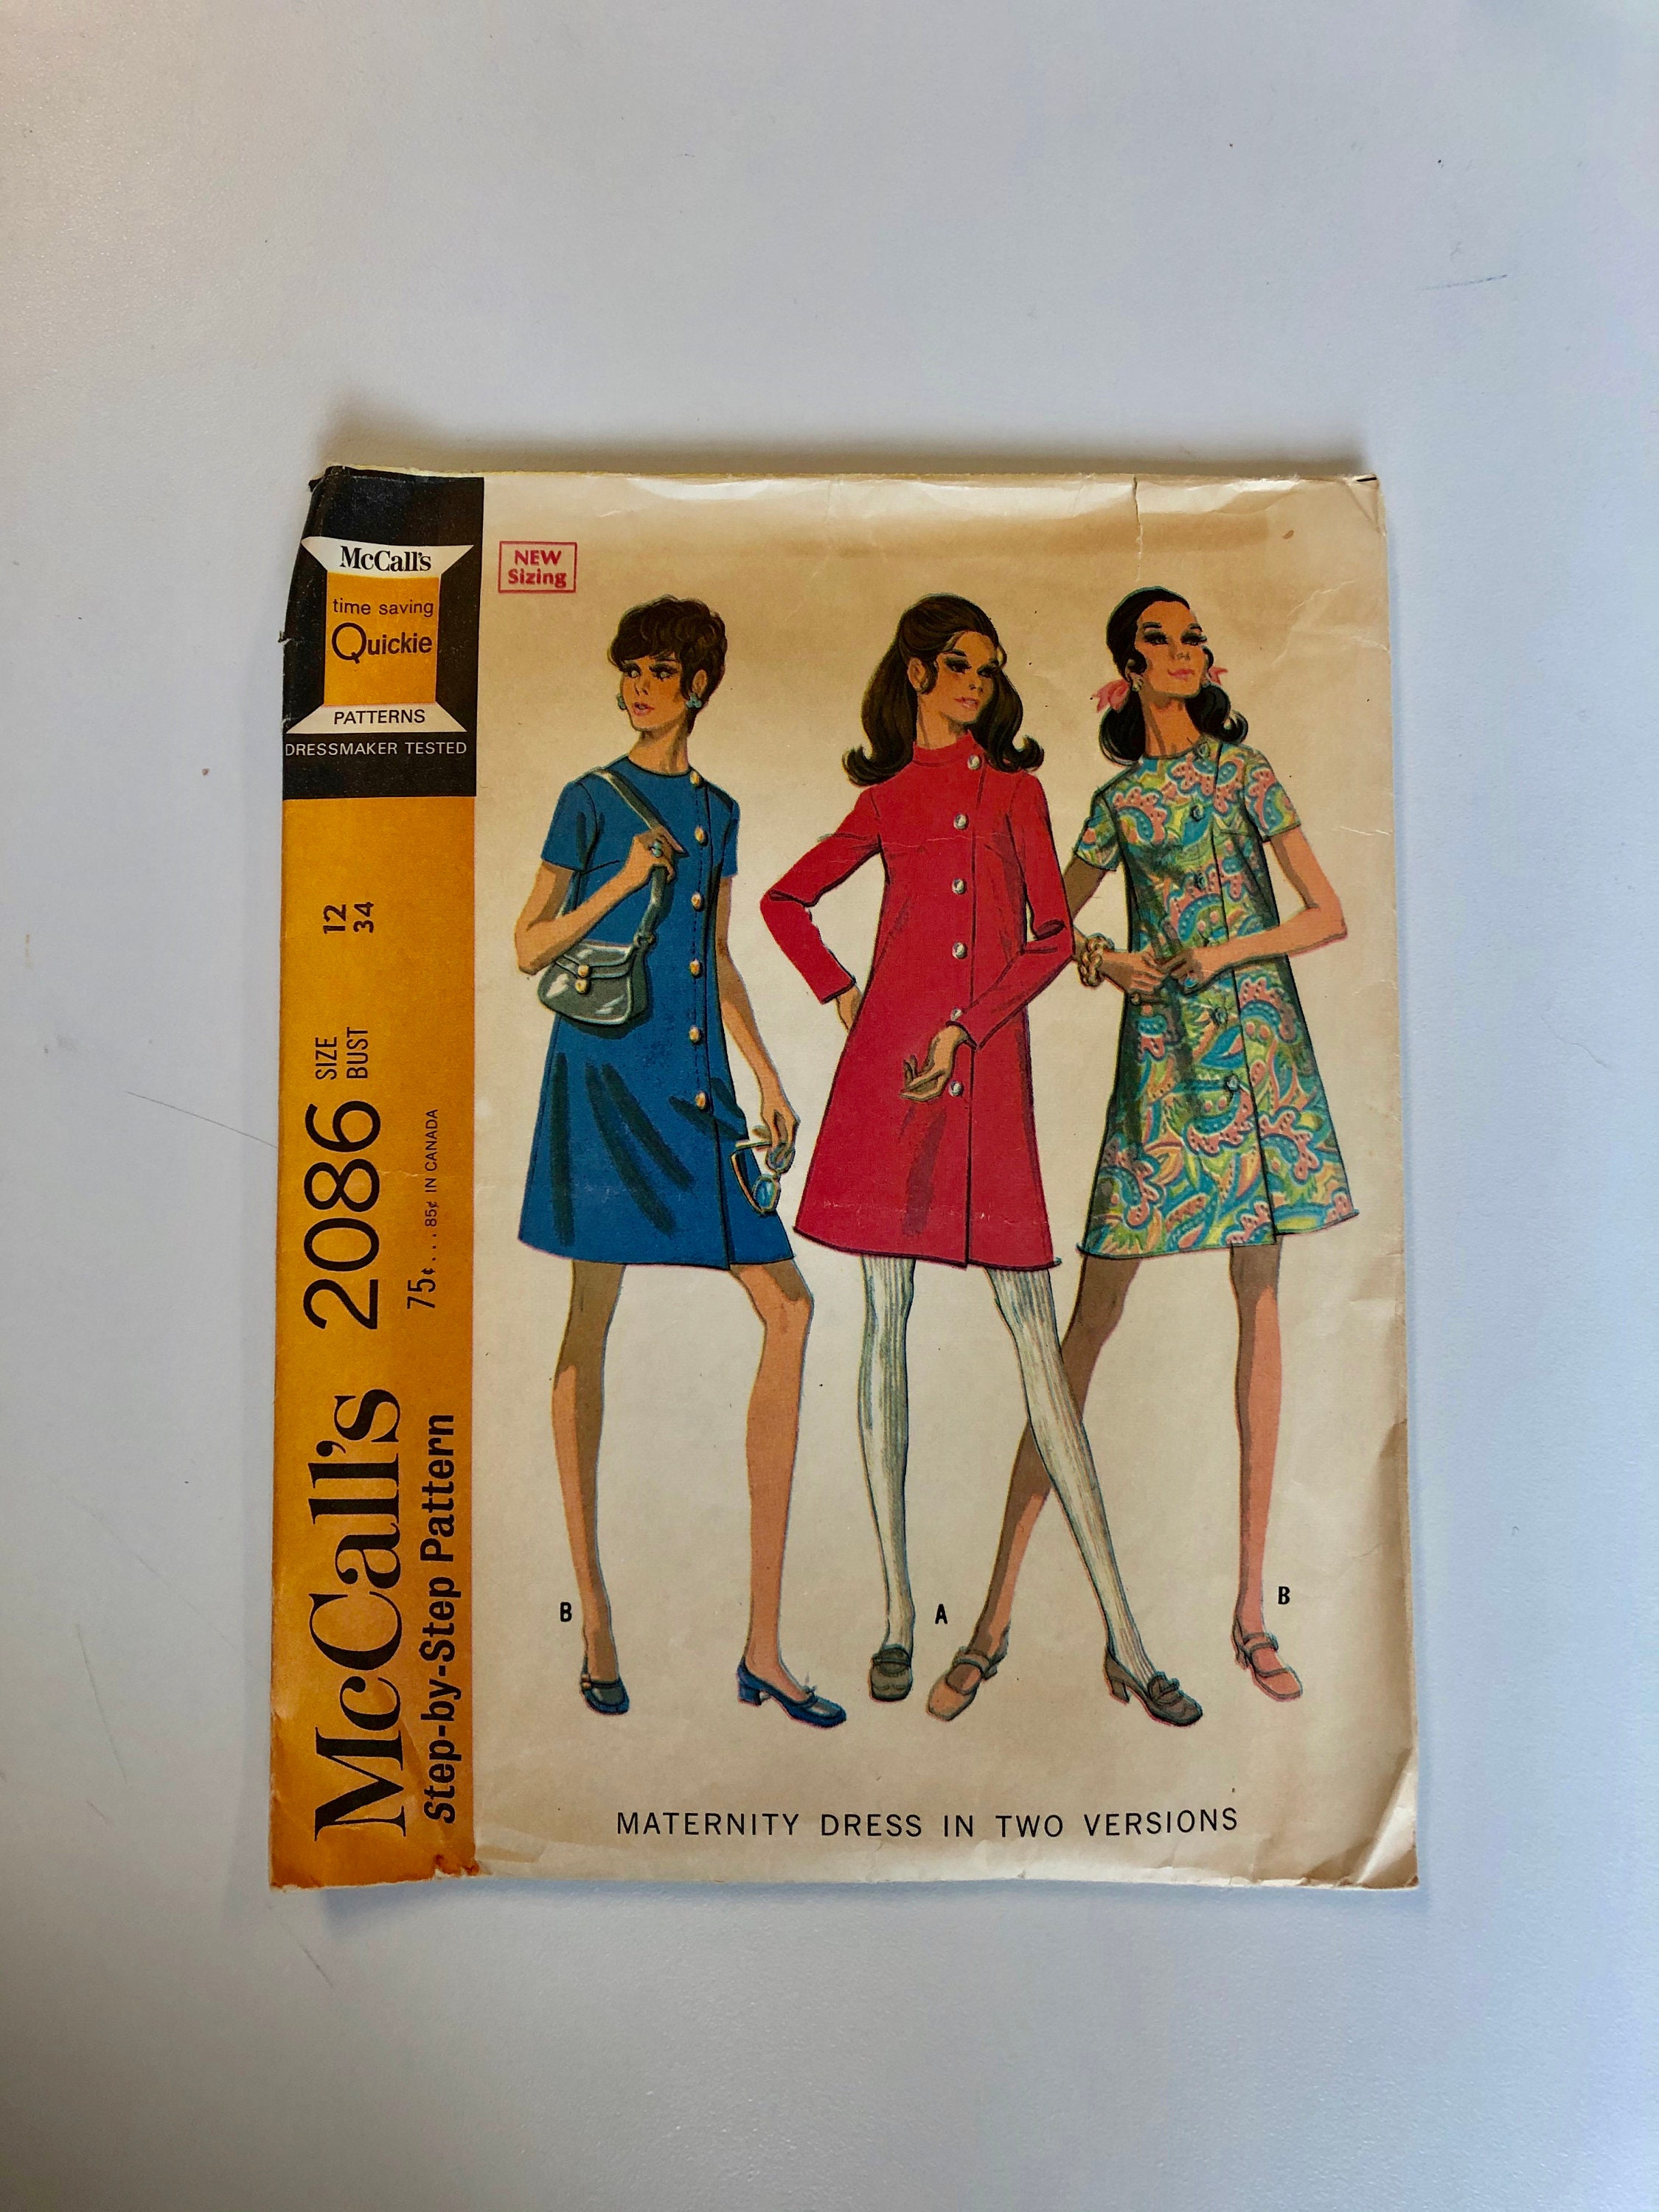 McCall's
time saving
Quickie
PATTERNS
DRESSMAKER TESTED
NEW
Sizing
McCall's 2086
SIZE 12
BUST 34
Step-by-Step Pattern
75¢...85¢ IN CANADA
B
A
B
MATERNITY DRESS IN TWO VERSIONS